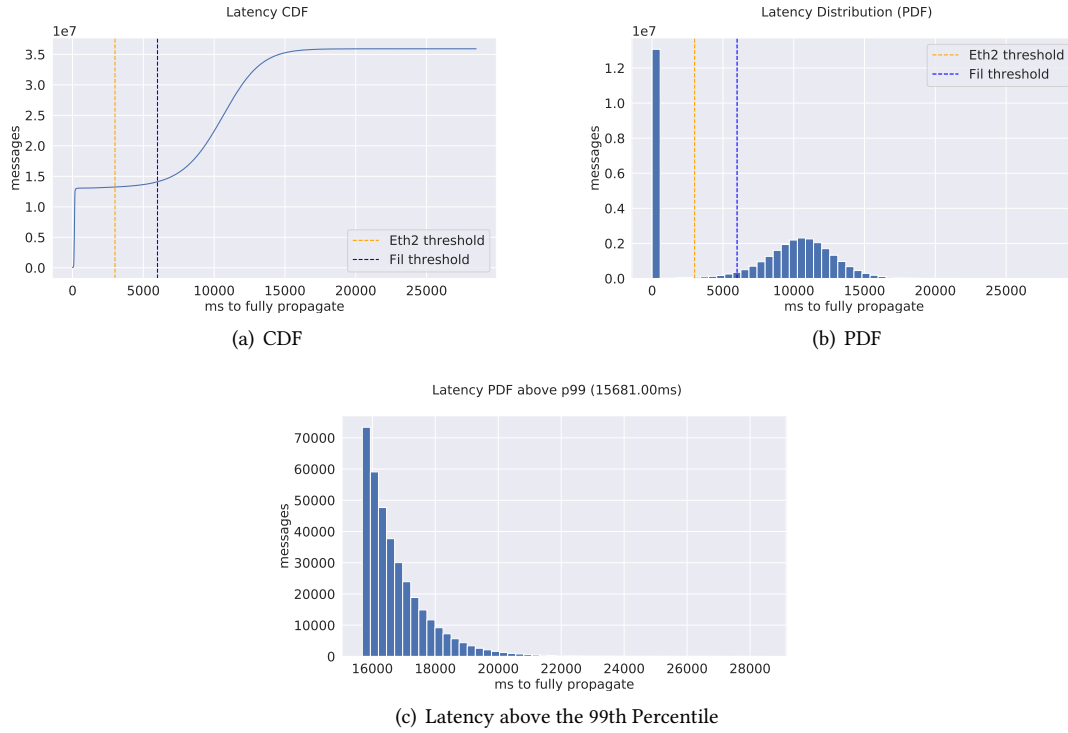 Latency CDF
1e7
3.5
3.0
2.5
2.0
1.5
1.0
0.5
0.0
messages
Eth2 threshold
Fil threshold
0 5000 10000 15000 20000 25000
ms to fully propagate
(a) CDF
Latency Distribution (PDF)
1e7
1.2
1.0
0.8
0.6
0.4
0.2
0.0
messages
Eth2 threshold
Fil threshold
0 5000 10000 15000 20000 25000
ms to fully propagate
(b) PDF
Latency PDF above p99 (15681.00ms)
70000
60000
50000
40000
30000
20000
10000
0
messages
16000 18000 20000 22000 24000 26000 28000
ms to fully propagate
(c) Latency above the 99th Percentile